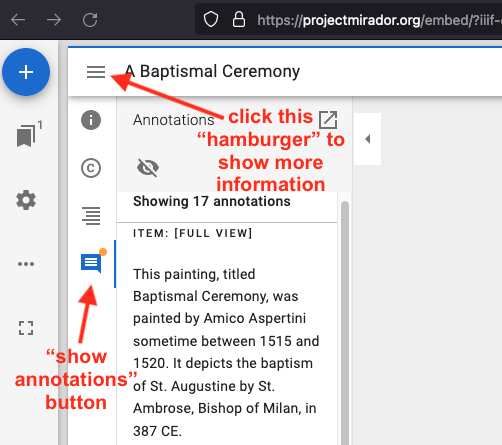 https://projectmirador.org/embed/?iiif-
A Baptismal Ceremony
1
Annotations
click this
“hamburger” to
show more
information
Showing 17 annotations
ITEM: [FULL VIEW]
This painting, titled
Baptismal Ceremony, was
painted by Amico Aspertini
sometime between 1515 and
1520. It depicts the baptism
of St. Augustine by St.
Ambrose, Bishop of Milan, in
387 CE.
“show
annotations”
button